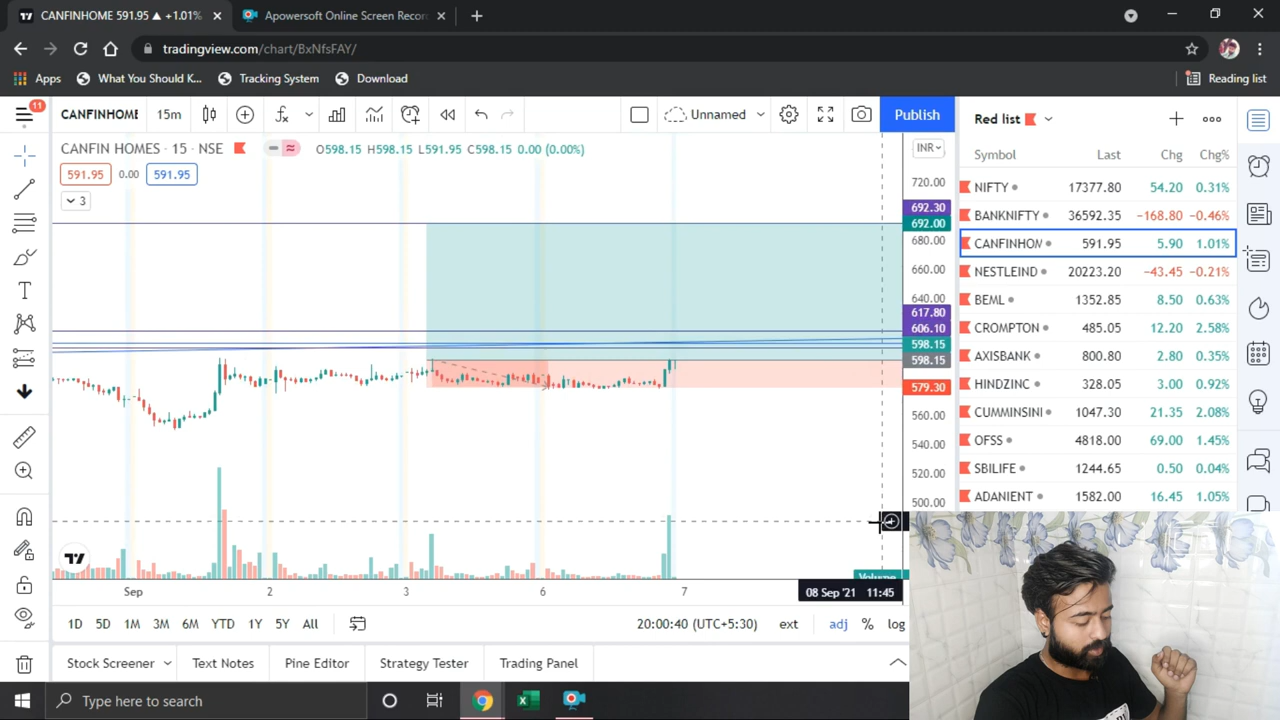 CANFINHOME 591.95 ▲ +1.01%
Apowersoft Online Screen Recor
tradingview.com/chart/BxNfsFAY/
Apps
What You Should K...
Tracking System
Download
Reading list
11
CANFINHOME
15m
Unnamed
Publish
Red list
CANFIN HOMES · 15 · NSE
O598.15 H598.15 L591.95 C598.15 0.00 (0.00%)
INR
Symbol Last Chg Chg%
591.95 0.00 591.95
3
720.00
692.30
692.00
680.00
660.00
640.00
617.80
606.10
598.15
598.15
579.30
560.00
540.00
520.00
500.00
NIFTY 17377.80 54.20 0.31%
BANKNIFTY 36592.35 -168.80 -0.46%
CANFINHOM 591.95 5.90 1.01%
NESTLEIND 20223.20 -43.45 -0.21%
BEML 1352.85 8.50 0.63%
CROMPTON 485.05 12.20 2.58%
AXISBANK 800.80 2.80 0.35%
HINDZINC 328.05 3.00 0.92%
CUMMINSINI 1047.30 21.35 2.08%
OFSS 4818.00 69.00 1.45%
SBILIFE 1244.65 0.50 0.04%
ADANIENT 1582.00 16.45 1.05%
Volume
Sep 2 3 6 7
08 Sep '21 11:45
1D 5D 1M 3M 6M YTD 1Y 5Y All
20:00:40 (UTC+5:30) ext adj % log
Stock Screener
Text Notes
Pine Editor
Strategy Tester
Trading Panel
Type here to search